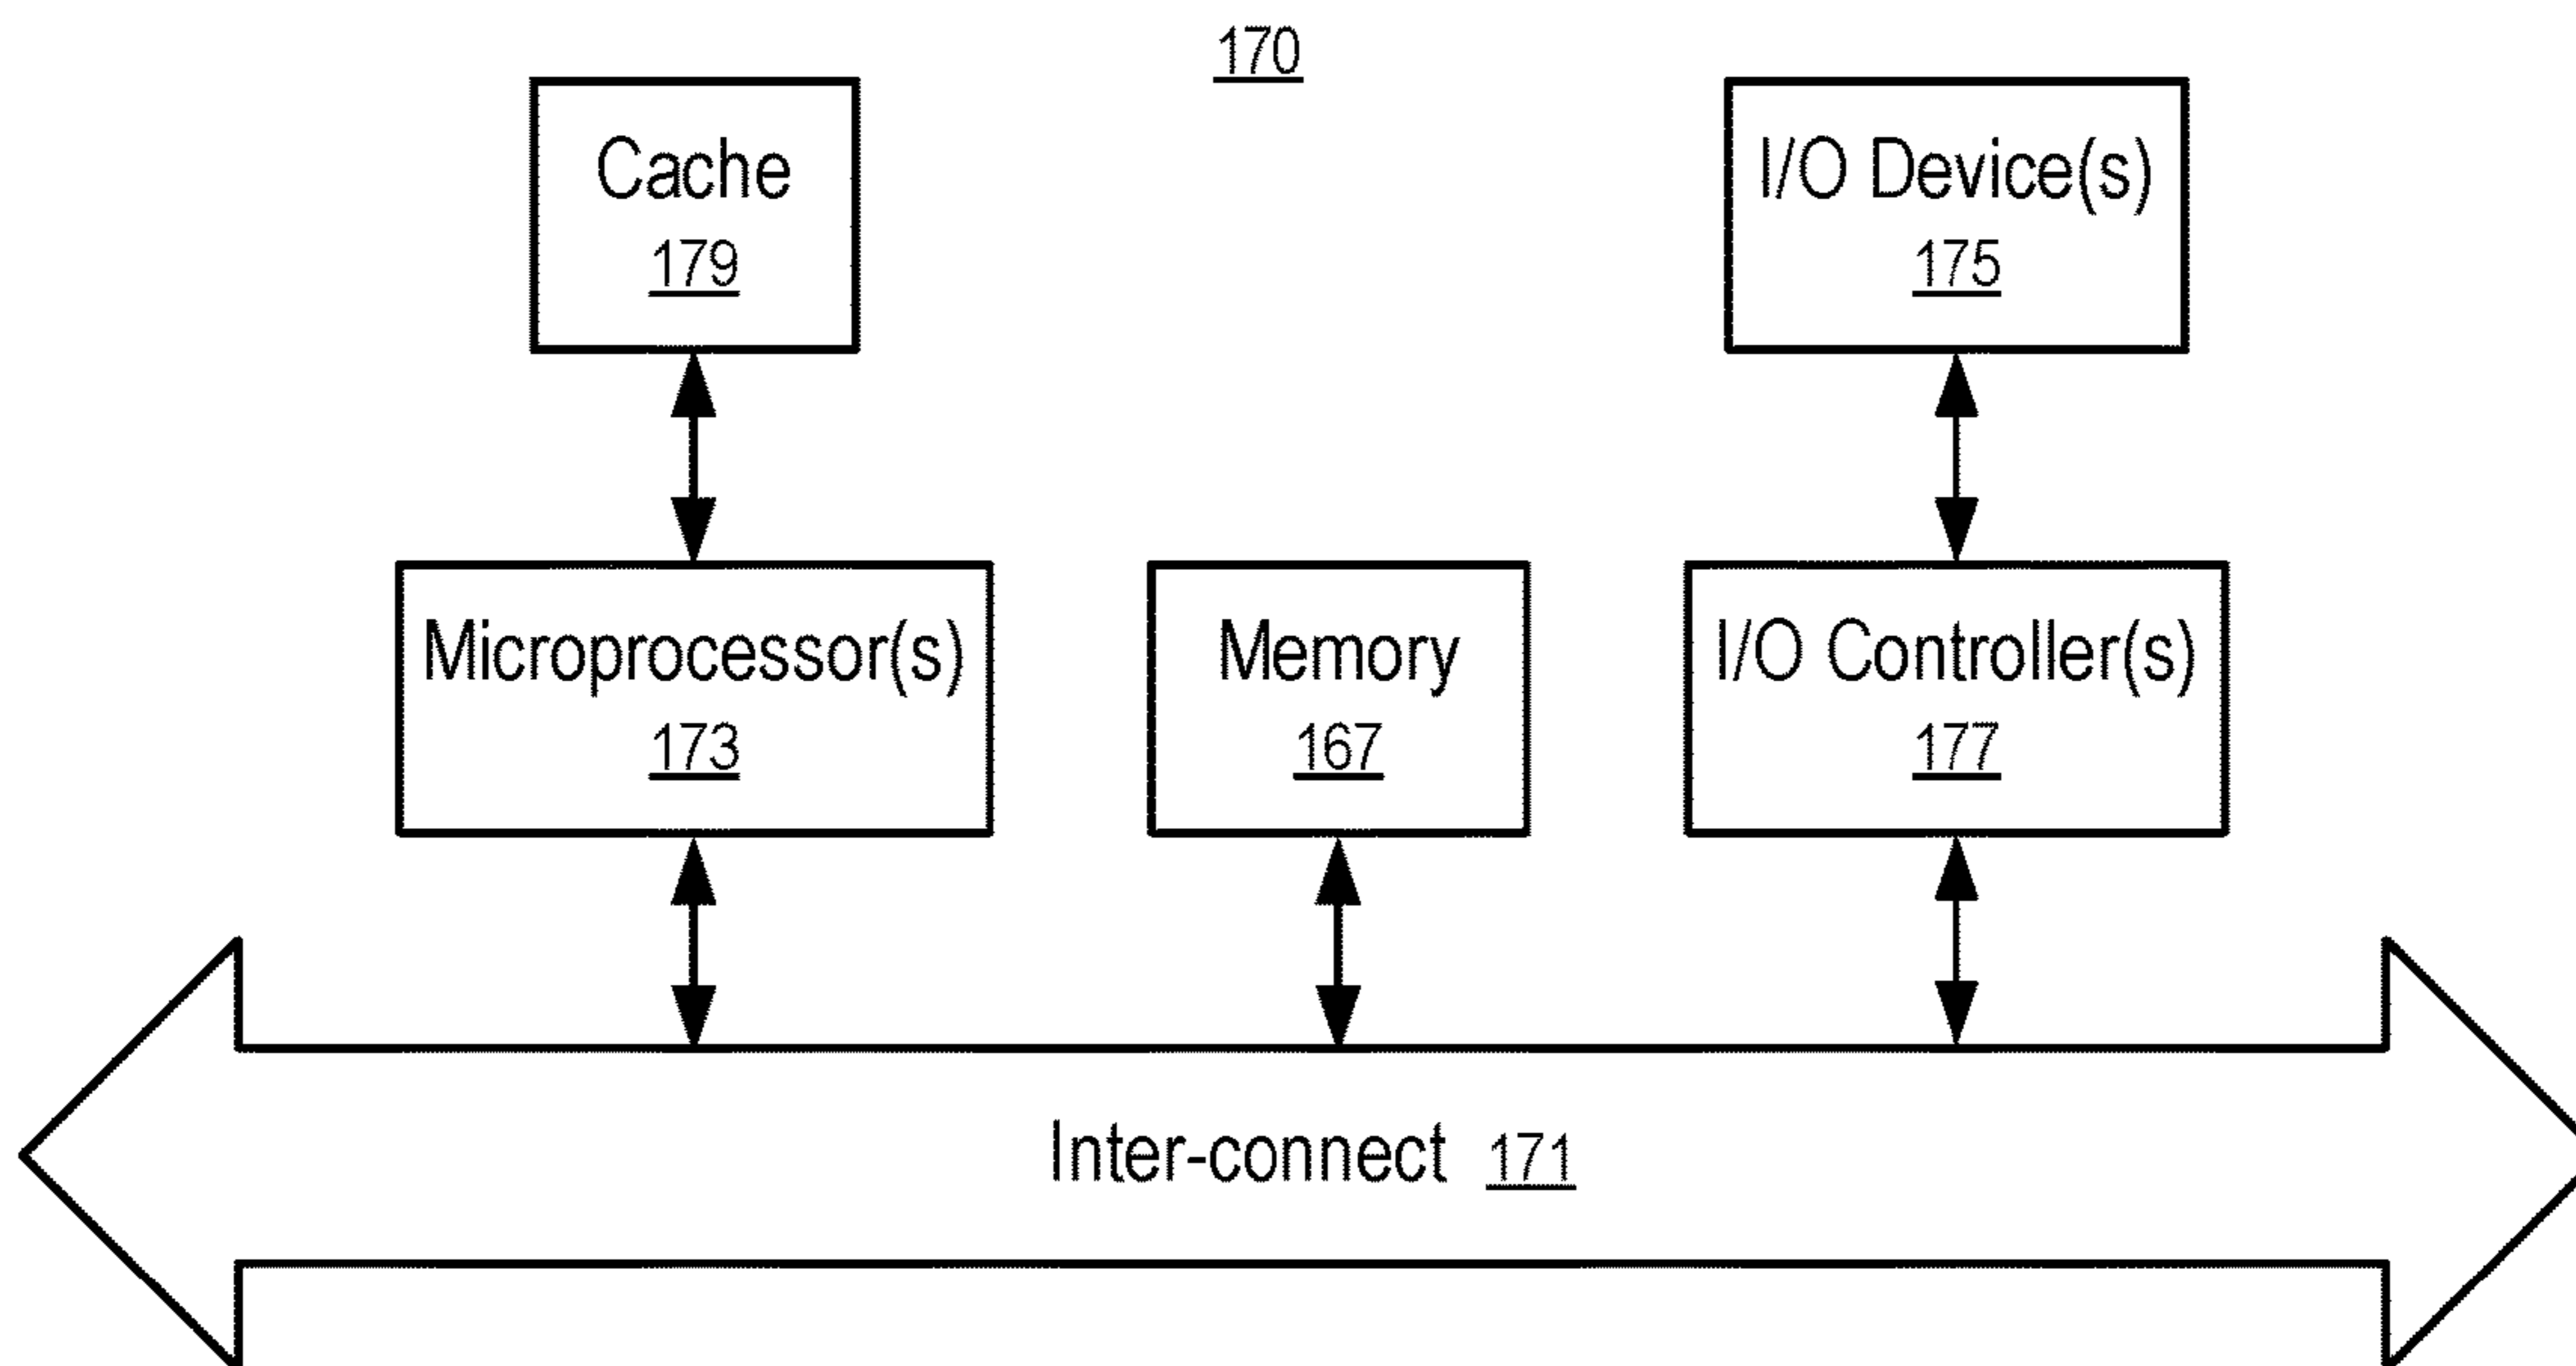 170
Cache
179
I/O Device(s)
175
Microprocessor(s)
173
Memory
167
I/O Controller(s)
177
Inter-connect 171